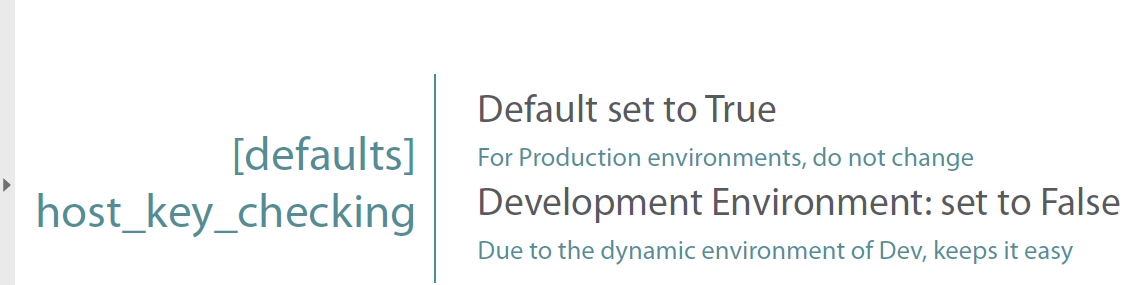 [defaults]
host_key_checking
Default set to True
For Production environments, do not change
Development Environment: set to False
Due to the dynamic environment of Dev, keeps it easy